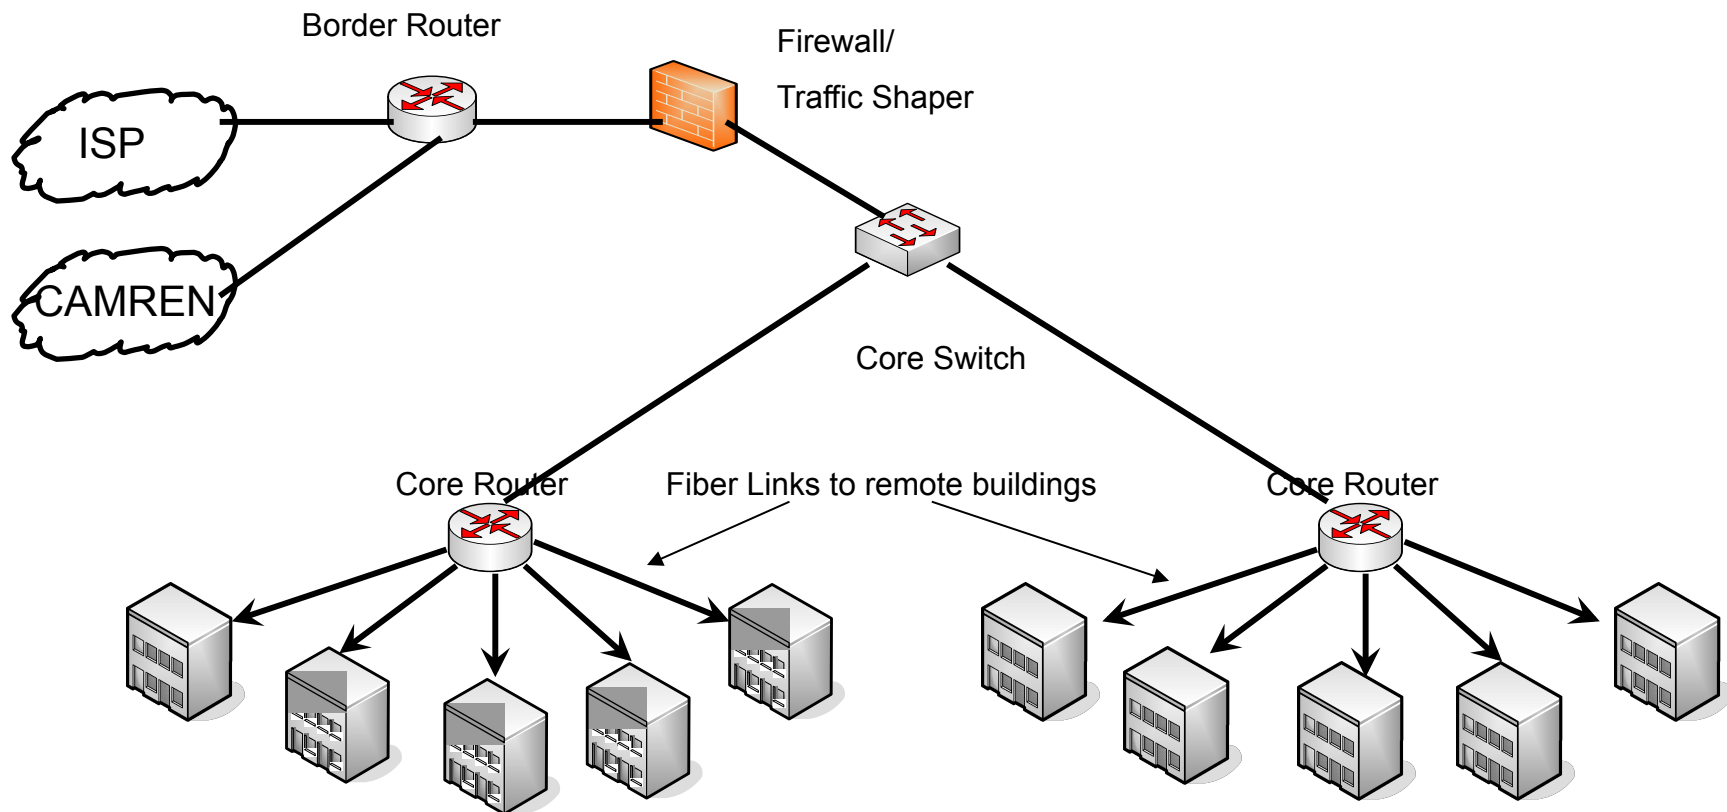 Border Router
Firewall/
Traffic Shaper
ISP
CAMREN
Core Switch
Core Router
Fiber Links to remote buildings
Core Router